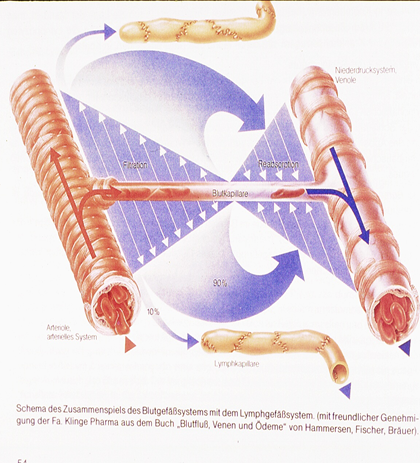 Niederdrucksystem,
Venole
Filtration
Reabsorption
Blutkapillare
90%
10%
Arteriole,
arterielles System
Lymphkapillare
Schema des Zusammenspiels des Blutgefäßsystems mit dem Lymphgefäßsystem. (mit freundlicher Genehmi-
gung der Fa. Klinge Pharma aus dem Buch „Blutfluß, Venen und Ödeme" von Hammersen, Fischer, Bräuer).